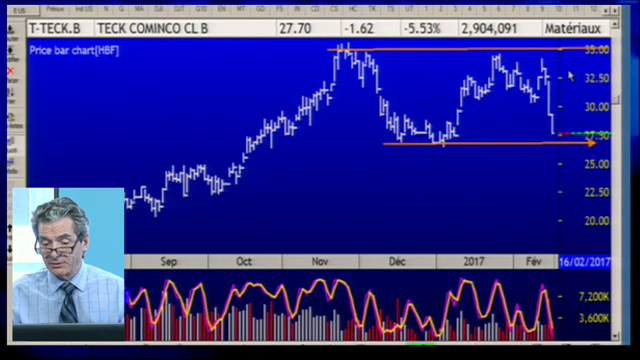 T-TECK.B TECK COMINCO CL B 27.70 -1.62 -5.53% 2,904,091 Matériaux
Price bar chart[HBF]
35.00
32.50
30.00
27.50
25.00
22.50
20.00
Sep Oct Nov Déc 2017 Fév 16/02/2017
7,200K
3,600K